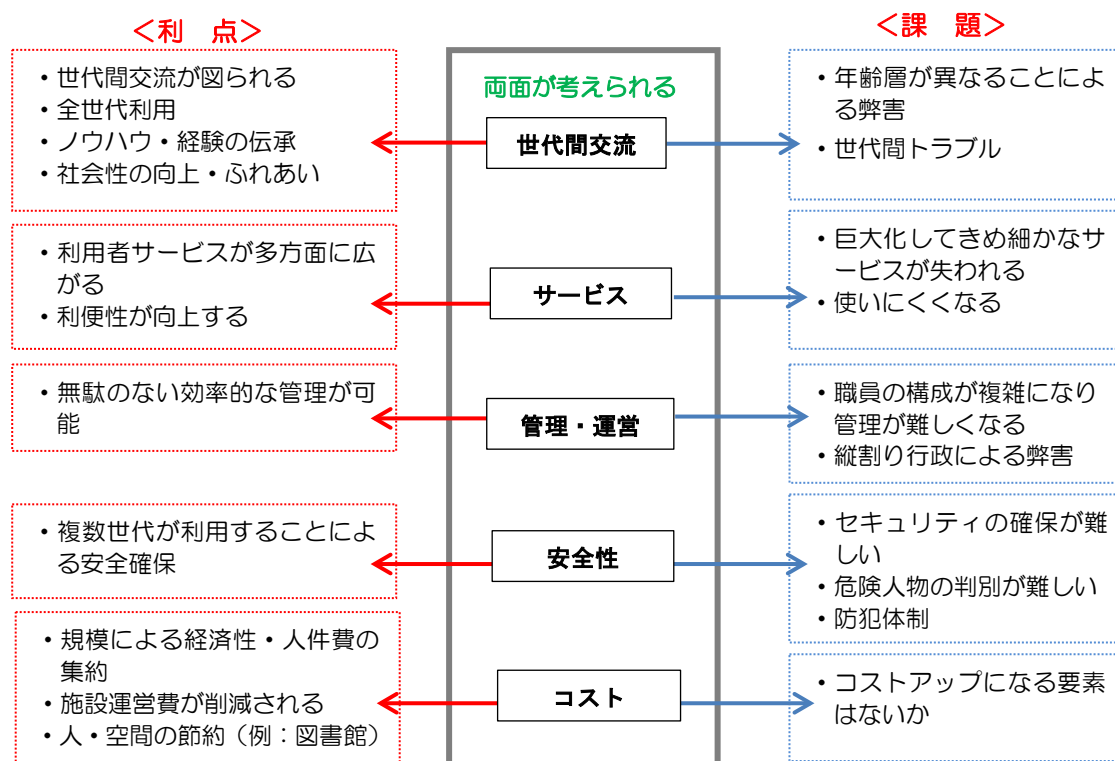 ＜利　点＞
・世代間交流が図られる
・全世代利用
・ノウハウ・経験の伝承
・社会性の向上・ふれあい
・利用者サービスが多方面に広
がる
・利便性が向上する
・無駄のない効率的な管理が可
能
・複数世代が利用することによ
る安全確保
・規模による経済性・人件費の
集約
・施設運営費が削減される
・人・空間の節約（例：図書館）
両面が考えられる
世代間交流
サービス
管理・運営
安全性
コスト
＜課　題＞
・年齢層が異なることによ
る弊害
・世代間トラブル
・巨大化してきめ細かなサ
ービスが失われる
・使いにくくなる
・職員の構成が複雑になり
管理が難しくなる
・縦割り行政による弊害
・セキュリティの確保が難
しい
・危険人物の判別が難しい
・防犯体制
・コストアップになる要素
はないか